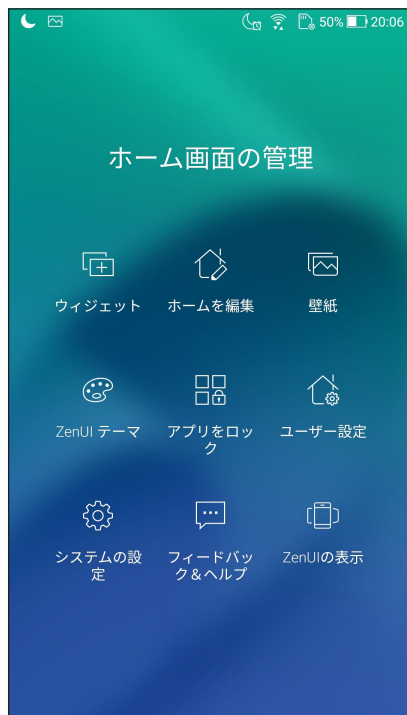 50% 20:06
ホーム画面の管理
ウィジェット ホームを編集 壁紙
ZenUI テーマ アプリをロッ ユーザー設定
ク
システムの設 フィードバッ ZenUIの表示
定 ク＆ヘルプ